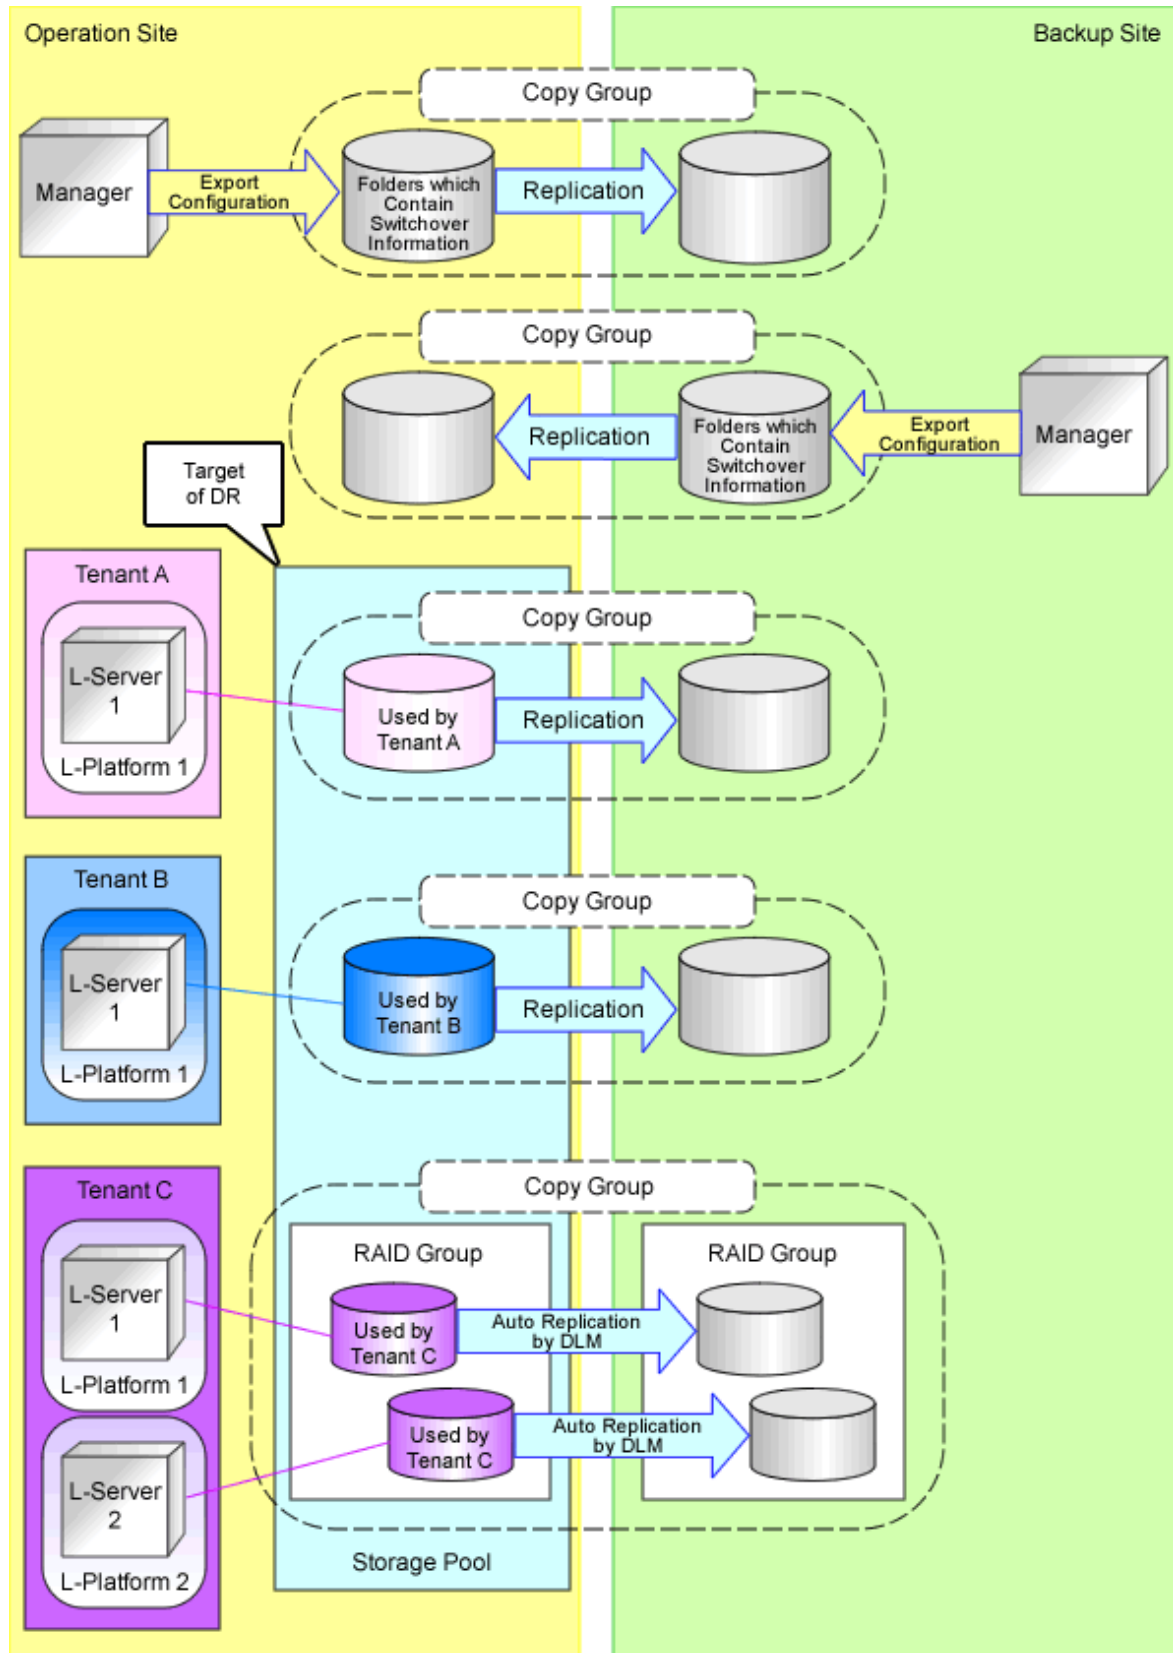 Operation Site
Backup Site
Copy Group
Manager
Export
Configuration
Folders which
Contain
Switchover
Information
Replication
Copy Group
Replication
Folders which
Contain
Switchover
Information
Export
Configuration
Manager
Target
of DR
Tenant A
L-Server
1
L-Platform 1
Copy Group
Used by
Tenant A
Replication
Tenant B
L-Server
1
L-Platform 1
Copy Group
Used by
Tenant B
Replication
Tenant C
L-Server
1
L-Platform 1
L-Server
2
L-Platform 2
Copy Group
RAID Group
RAID Group
Used by
Tenant C
Auto Replication
by DLM
Used by
Tenant C
Auto Replication
by DLM
Storage Pool